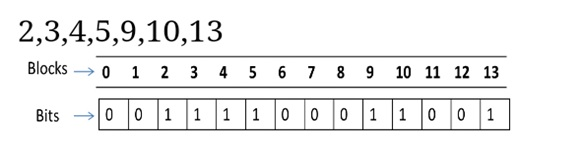 2,3,4,5,9,10,13
Blocks → 0 1 2 3 4 5 6 7 8 9 10 11 12 13
Bits → 0 0 1 1 1 1 0 0 0 1 1 0 0 1